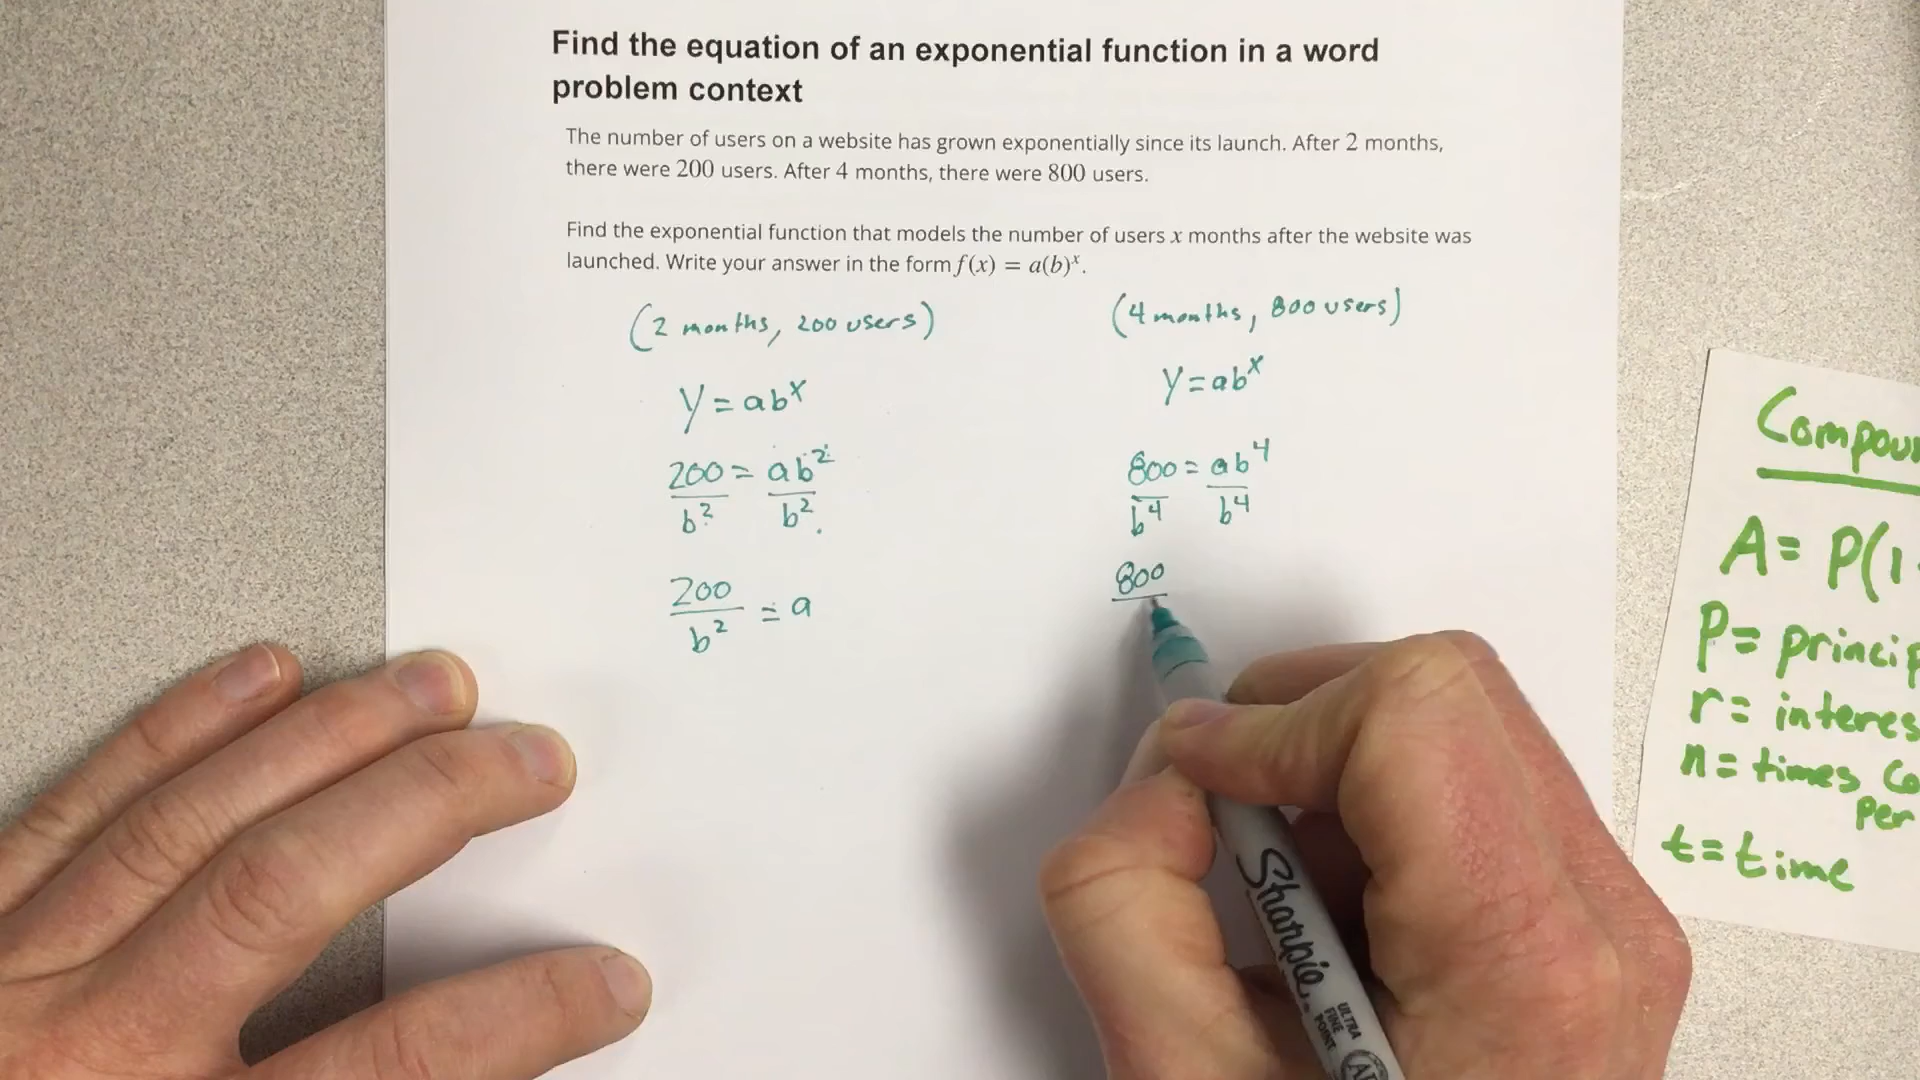 Find the equation of an exponential function in a word
problem context
The number of users on a website has grown exponentially since its launch. After 2 months,
there were 200 users. After 4 months, there were 800 users.
Find the exponential function that models the number of users x months after the website was
launched. Write your answer in the form f(x) = a(b)^x.
(2 months, 200 users)
y = ab^x
200 = ab^2
b^2 b^2
200
b^2 = a
(4 months, 800 users)
y = ab^x
800 = ab^4
b^4 b^4
800
A = P(1
P = princip
r = interes
n = times Co
Per
t = time
Sharpie
ULTRA
FINE
POINT